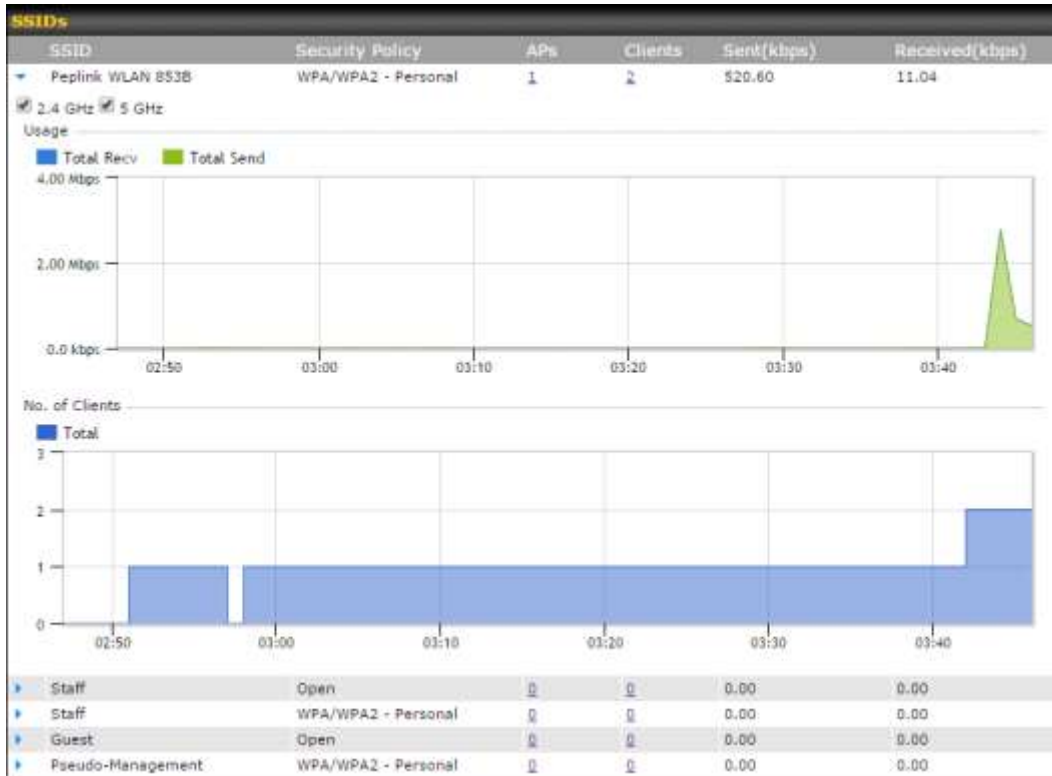 SSIDs
SSID Security Policy APs Clients Sent(kbps) Received(kbps)
Peplink WLAN 853B WPA/WPA2 - Personal 1 2 520.60 11.04
2.4 GHz 5 GHz
Usage
Total Recv Total Send
4.00 Mbps
2.00 Mbps
0.0 kbps
02:50 03:00 03:10 03:20 03:30 03:40
No. of Clients
Total
3
2
1
0
02:50 03:00 03:10 03:20 03:30 03:40
Staff Open 0 0 0.00 0.00
Staff WPA/WPA2 - Personal 0 0 0.00 0.00
Guest Open 0 0 0.00 0.00
Pseudo-Management WPA/WPA2 - Personal 0 0 0.00 0.00